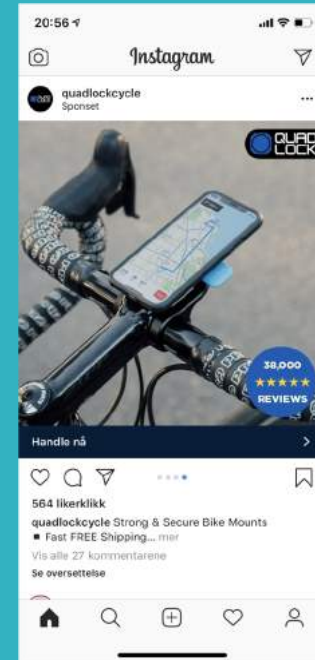 20:56
Instagram
quadlockcycle
Sponset
QUAD
LOCK
38,000
★★★★★
REVIEWS
Handle nå
564 likerklikk
quadlockcycle Strong & Secure Bike Mounts
▪ Fast FREE Shipping... mer
Vis alle 27 kommentarene
Se oversettelse